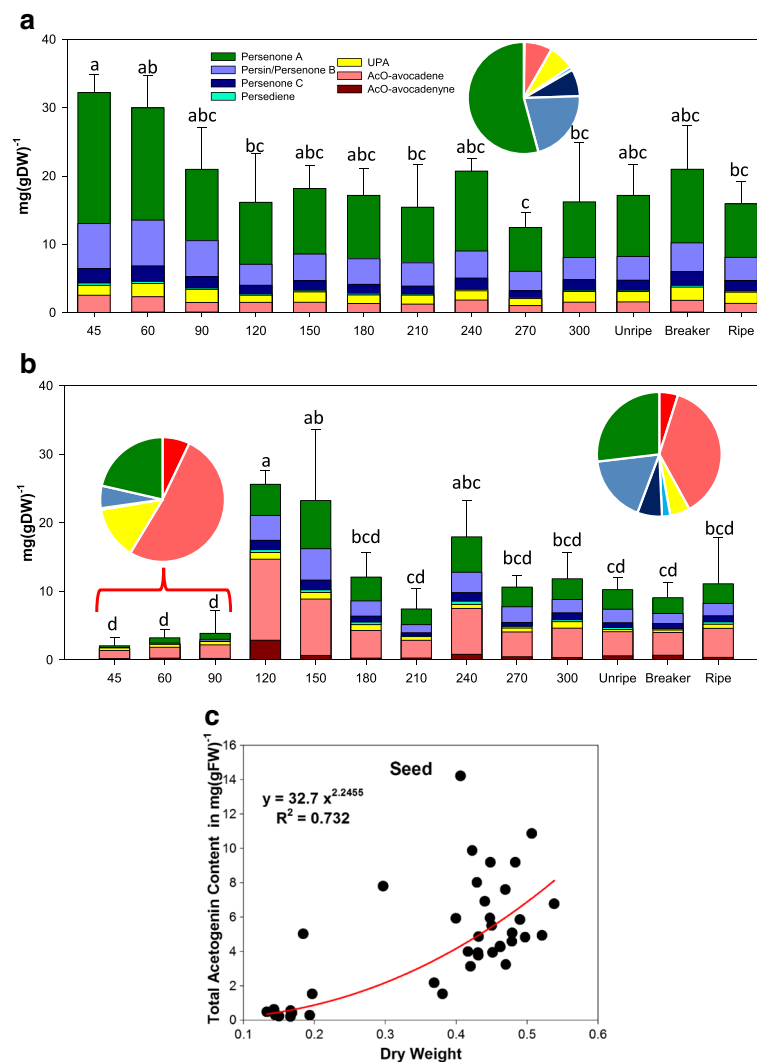 a
40
30
20
10
0
mg(gDW)-1
Persenone A
Persin/Persenone B
Persenone C
Persediene
UPA
AcO-avocadene
AcO-avocadenyne
a ab abc bc abc abc abc abc c bc abc abc bc
45 60 90 120 150 180 210 240 270 300 Unripe Breaker Ripe
b
40
30
20
10
0
mg(gDW)-1
d d d a ab bcd cd abc bcd bcd cd bcd bcd
45 60 90 120 150 180 210 240 270 300 Unripe Breaker Ripe
c
Total Acetogenin Content in mg(gFW)-1
16
14
12
10
8
6
4
2
0
Seed
y = 32.7 x2.2455
R2 = 0.732
0.1 0.2 0.3 0.4 0.5 0.6
Dry Weight